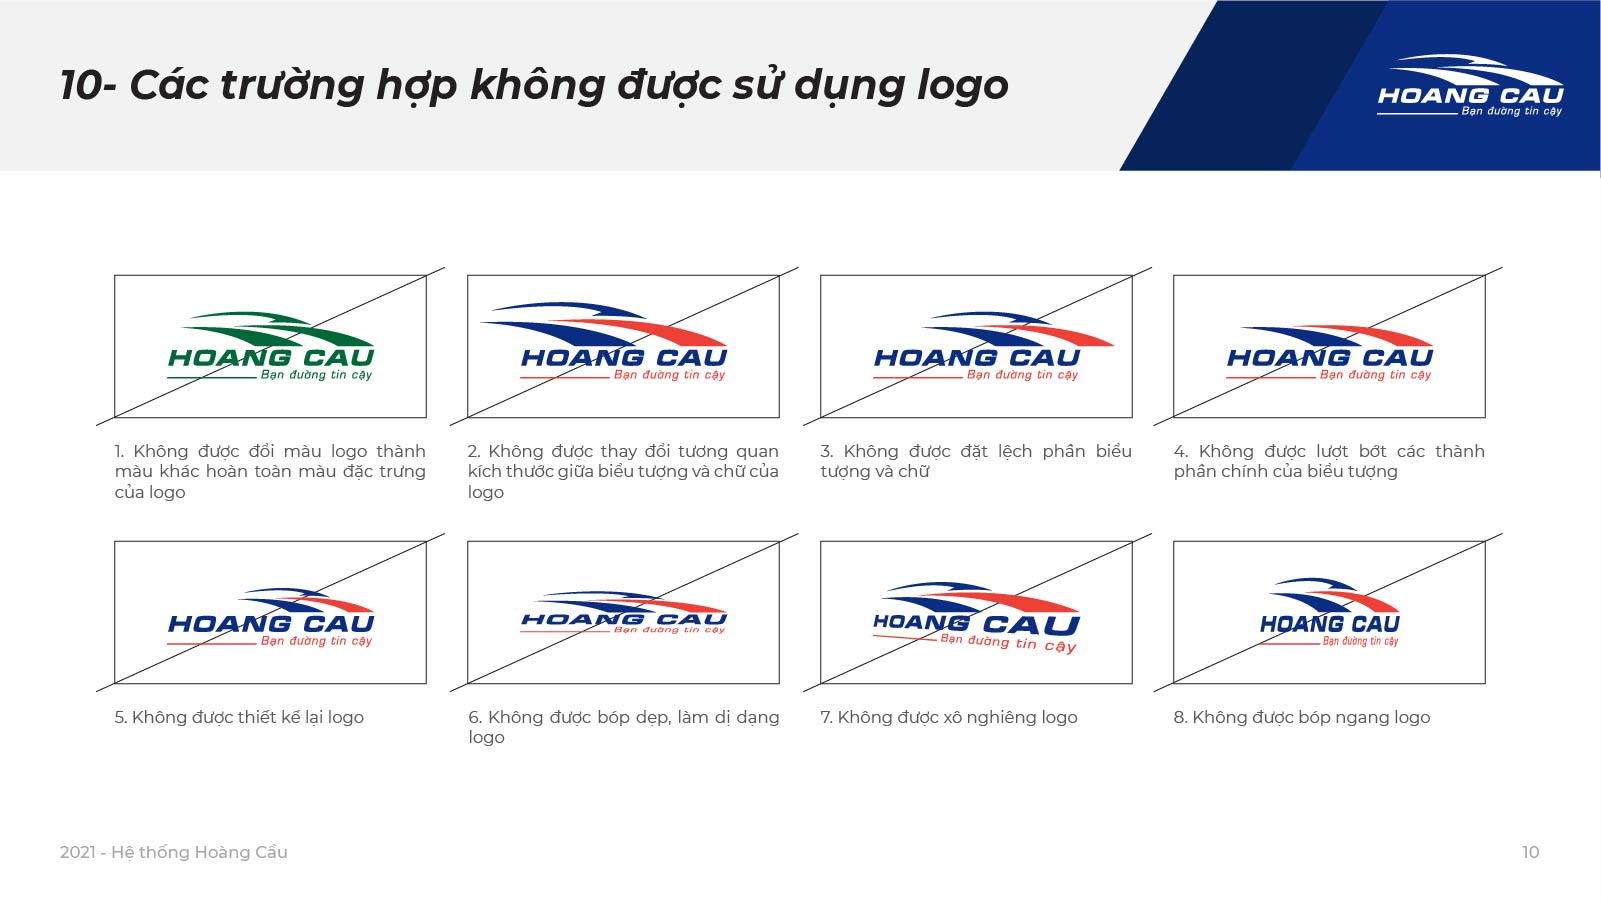 10- Các trường hợp không được sử dụng logo
HOANG CAU
Bạn đường tin cậy
HOANG CAU
Bạn đường tin cậy
HOANG CAU
Bạn đường tin cậy
HOANG CAU
Bạn đường tin cậy
HOANG CAU
Bạn đường tin cậy
1. Không được đổi màu logo thành
màu khác hoàn toàn màu đặc trưng
của logo
2. Không được thay đổi tương quan
kích thước giữa biểu tượng và chữ của
logo
3. Không được đặt lệch phần biểu
tượng và chữ
4. Không được lượt bớt các thành
phần chính của biểu tượng
HOANG CAU
Bạn đường tin cậy
HOANG CAU
Bạn đường tin cậy
HOANG CAU
Bạn đường tin cậy
HOANG CAU
Bạn đường tin cậy
5. Không được thiết kế lại logo
6. Không được bóp dẹp, làm dị dạng
logo
7. Không được xô nghiêng logo
8. Không được bóp ngang logo
2021 - Hệ thống Hoàng Cầu
10